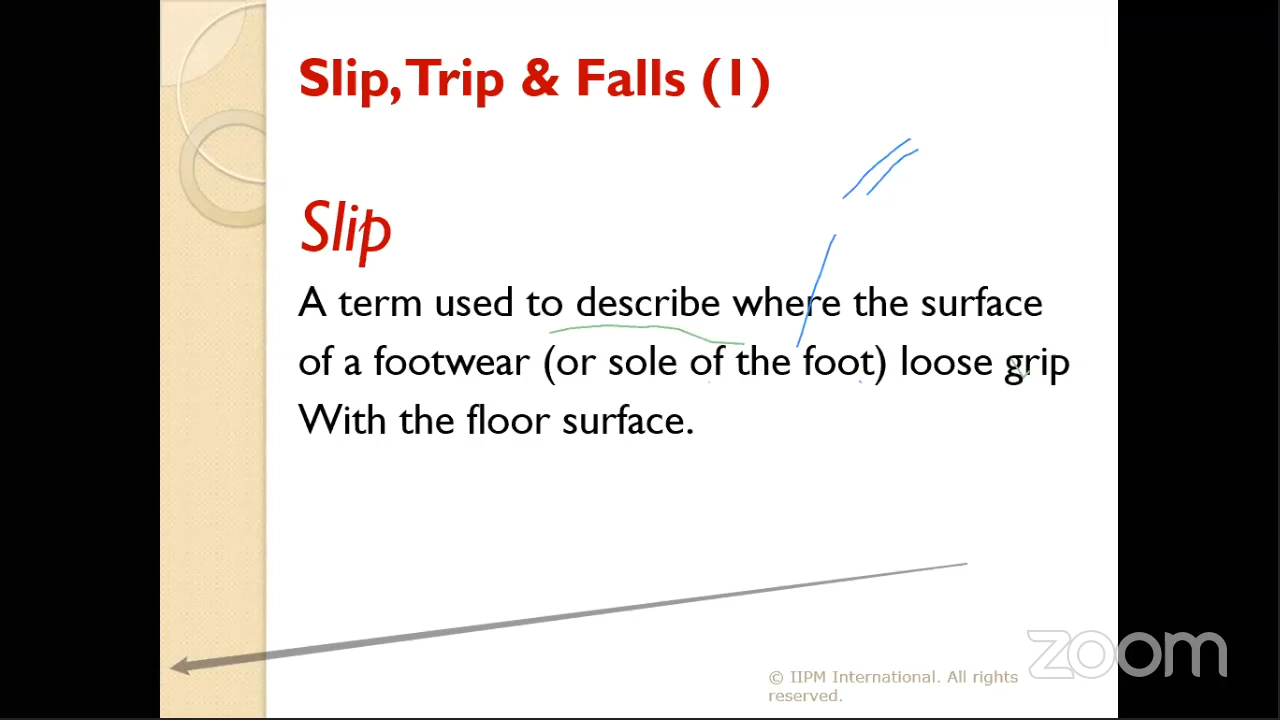 Slip, Trip & Falls (1)
Slip
A term used to describe where the surface
of a footwear (or sole of the foot) loose grip
With the floor surface.
zoom
© IIPM International. All rights
reserved.